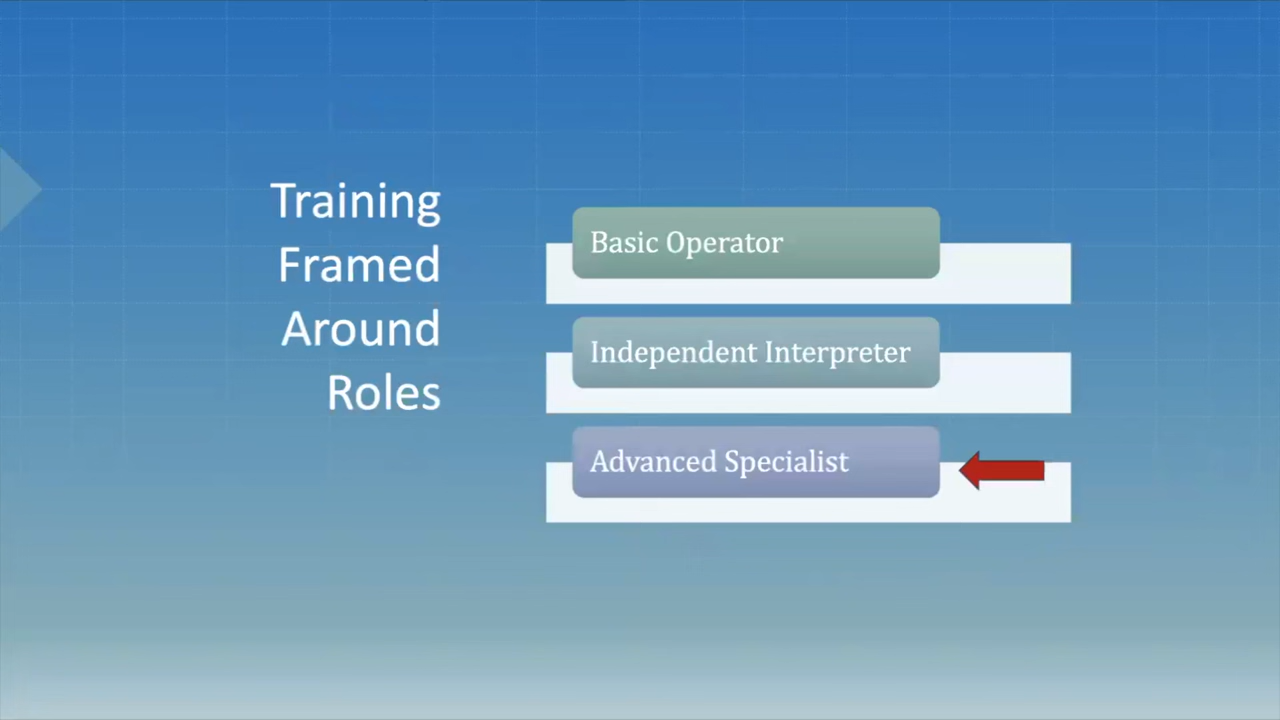 Training
Framed
Around
Roles
Basic Operator
Independent Interpreter
Advanced Specialist